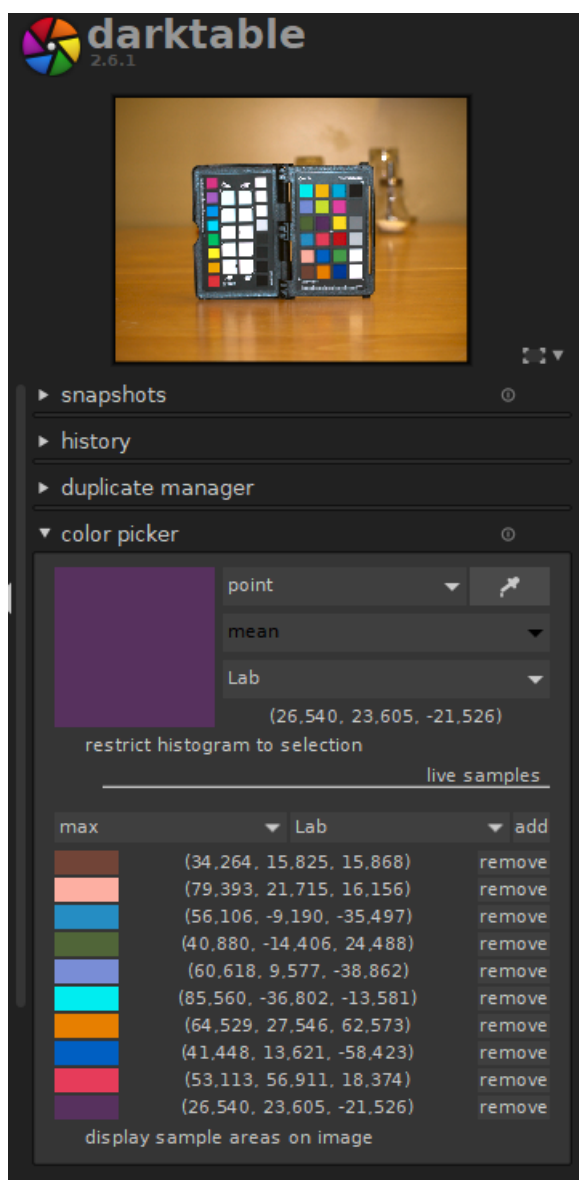 darktable
2.6.1
snapshots
history
duplicate manager
color picker
point
mean
Lab
(26,540, 23,605, -21,526)
restrict histogram to selection
live samples
max Lab add
(34,264, 15,825, 15,868) remove
(79,393, 21,715, 16,156) remove
(56,106, -9,190, -35,497) remove
(40,880, -14,406, 24,488) remove
(60,618, 9,577, -38,862) remove
(85,560, -36,802, -13,581) remove
(64,529, 27,546, 62,573) remove
(41,448, 13,621, -58,423) remove
(53,113, 56,911, 18,374) remove
(26,540, 23,605, -21,526) remove
display sample areas on image